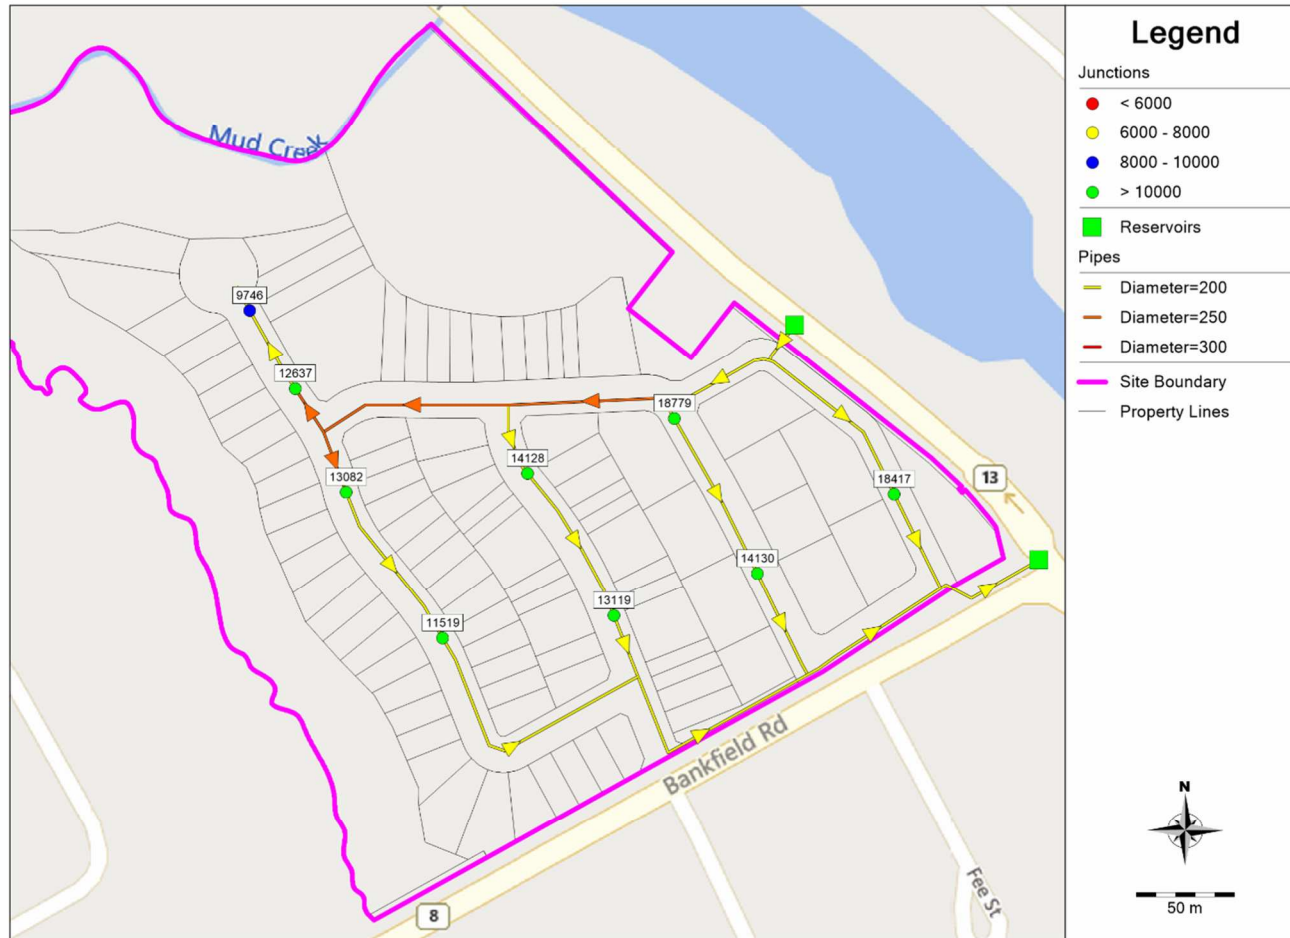 Mud Creek
9746
12637
18779
13082
14128
18417
13
14130
13119
11519
Bankfield Rd
8
Fee St
Legend
Junctions
< 6000
6000 - 8000
8000 - 10000
> 10000
Reservoirs
Pipes
Diameter=200
Diameter=250
Diameter=300
Site Boundary
Property Lines
N
50 m